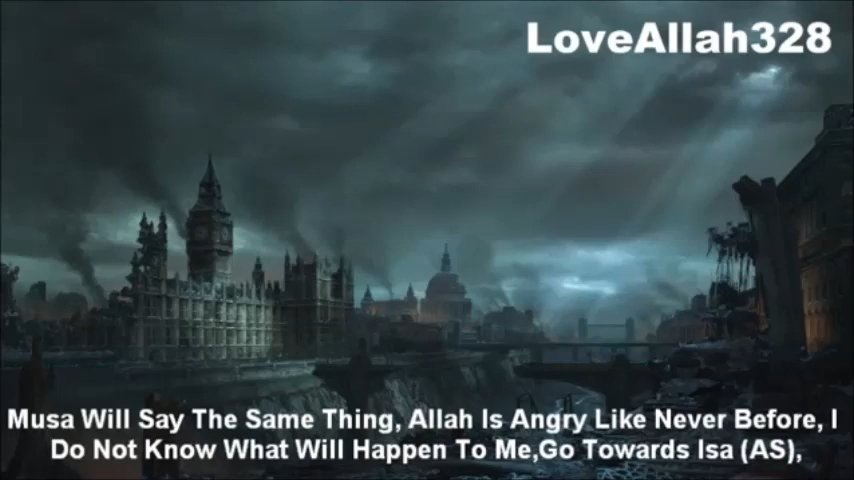 LoveAllah328
Musa Will Say The Same Thing, Allah Is Angry Like Never Before, I
Do Not Know What Will Happen To Me,Go Towards Isa (AS),